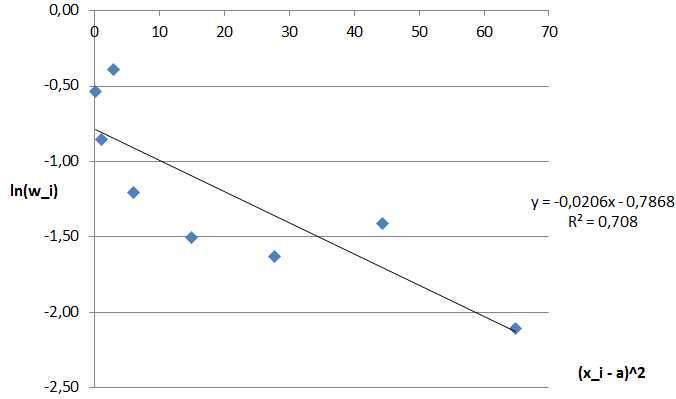 0,00
0 10 20 30 40 50 60 70
-0,50
-1,00
ln(w_i)
y = -0,0206x - 0,7868
R² = 0,708
-1,50
-2,00
(x_i - a)^2
-2,50